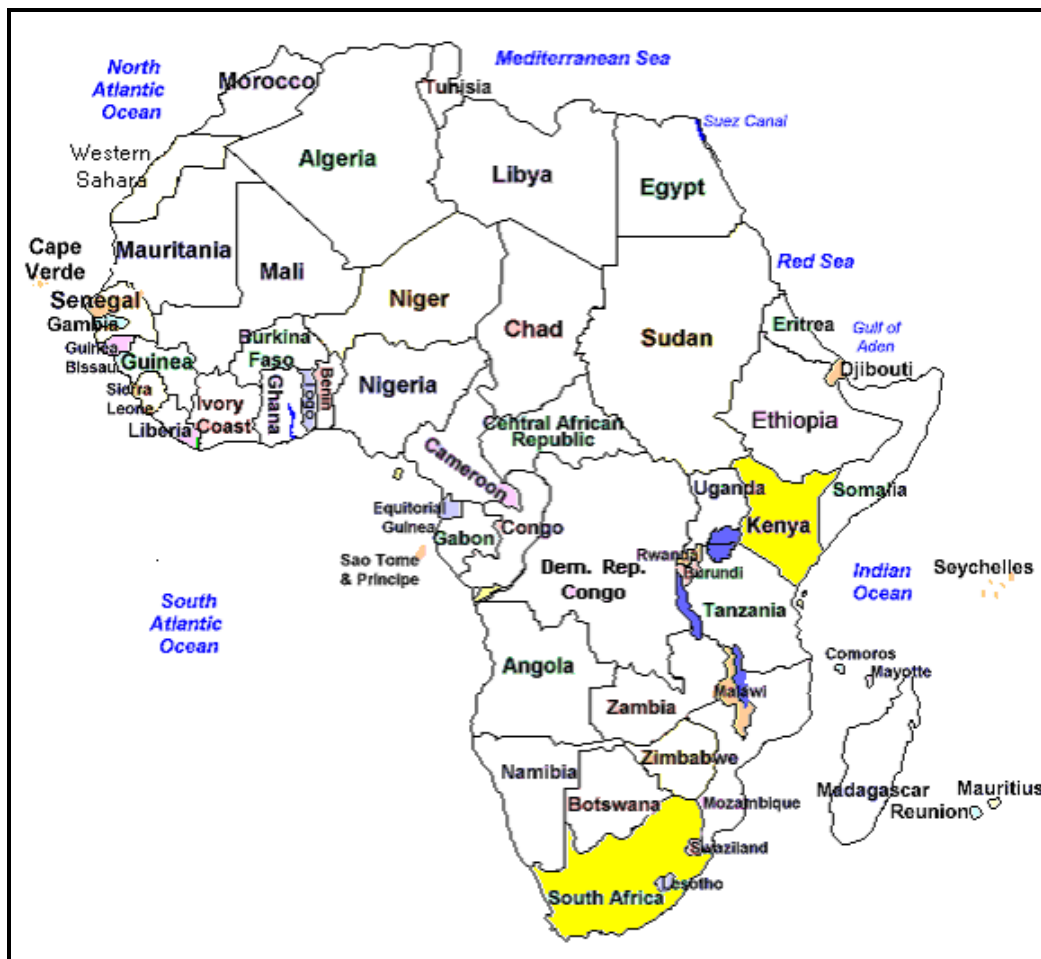 Mediterranean Sea
North
Atlantic
Ocean
Morocco
Tunisia
Suez Canal
Western
Sahara
Algeria
Libya
Egypt
Cape
Verde
Mauritania
Mali
Niger
Chad
Sudan
Red Sea
Senegal
Gambia
Guinea
Bissau
Guinea
Burkina
Faso
Eritrea
Gulf of
Aden
Djibouti
Sierra
Leone
Ivory
Coast
Ghana
Togo
Benin
Nigeria
Ethiopia
Liberia
Central African
Republic
Cameroon
Uganda
Kenya
Somalia
Equitorial
Guinea
Gabon
Congo
Rwanda
Burundi
Sao Tome
& Principe
Dem. Rep.
Congo
Tanzania
Indian
Ocean
Seychelles
South
Atlantic
Ocean
Angola
Comoros
Mayotte
Malawi
Zambia
Zimbabwe
Namibia
Botswana
Mozambique
Madagascar
Mauritius
Reunion
Swaziland
South Africa
Lesotho